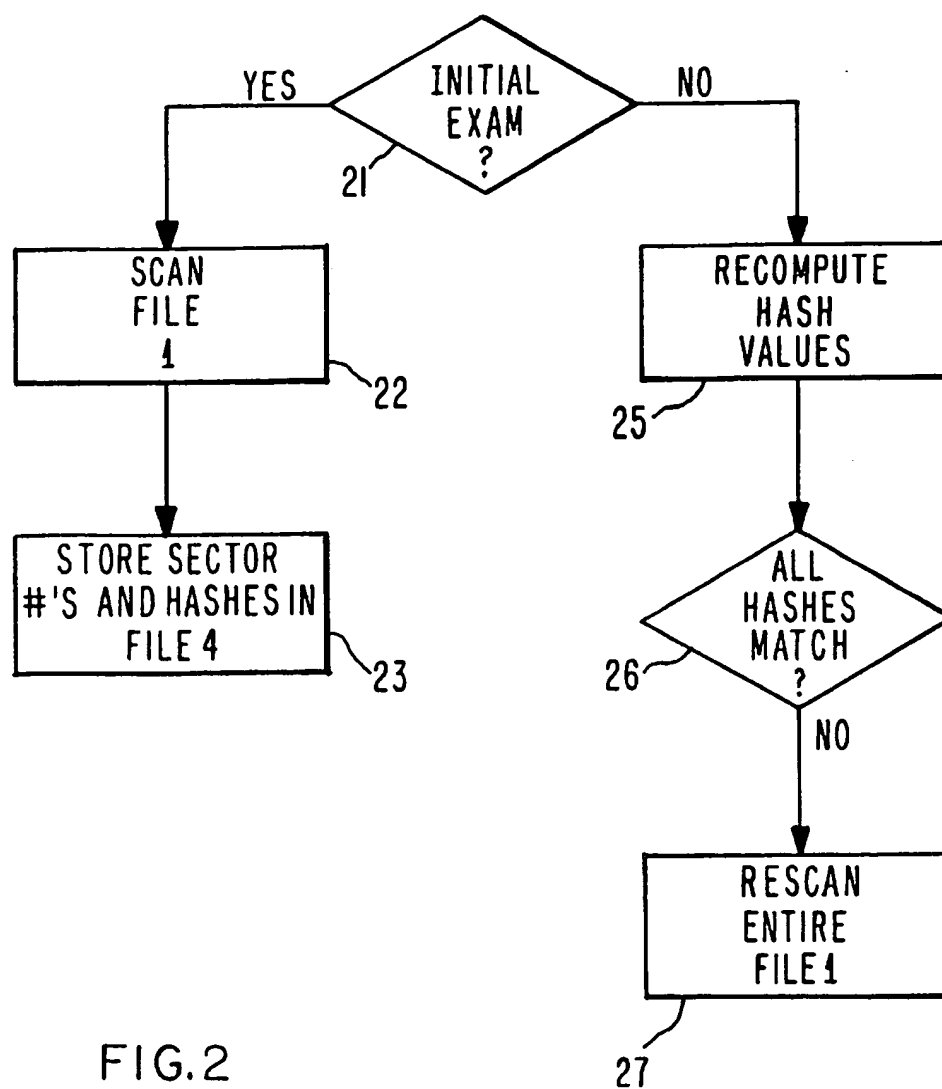 INITIAL
EXAM
?
YES
NO
21
SCAN
FILE
1
22
STORE SECTOR
#'S AND HASHES IN
FILE 4
23
RECOMPUTE
HASH
VALUES
25
ALL
HASHES
MATCH
?
26
NO
RESCAN
ENTIRE
FILE 1
27
FIG.2